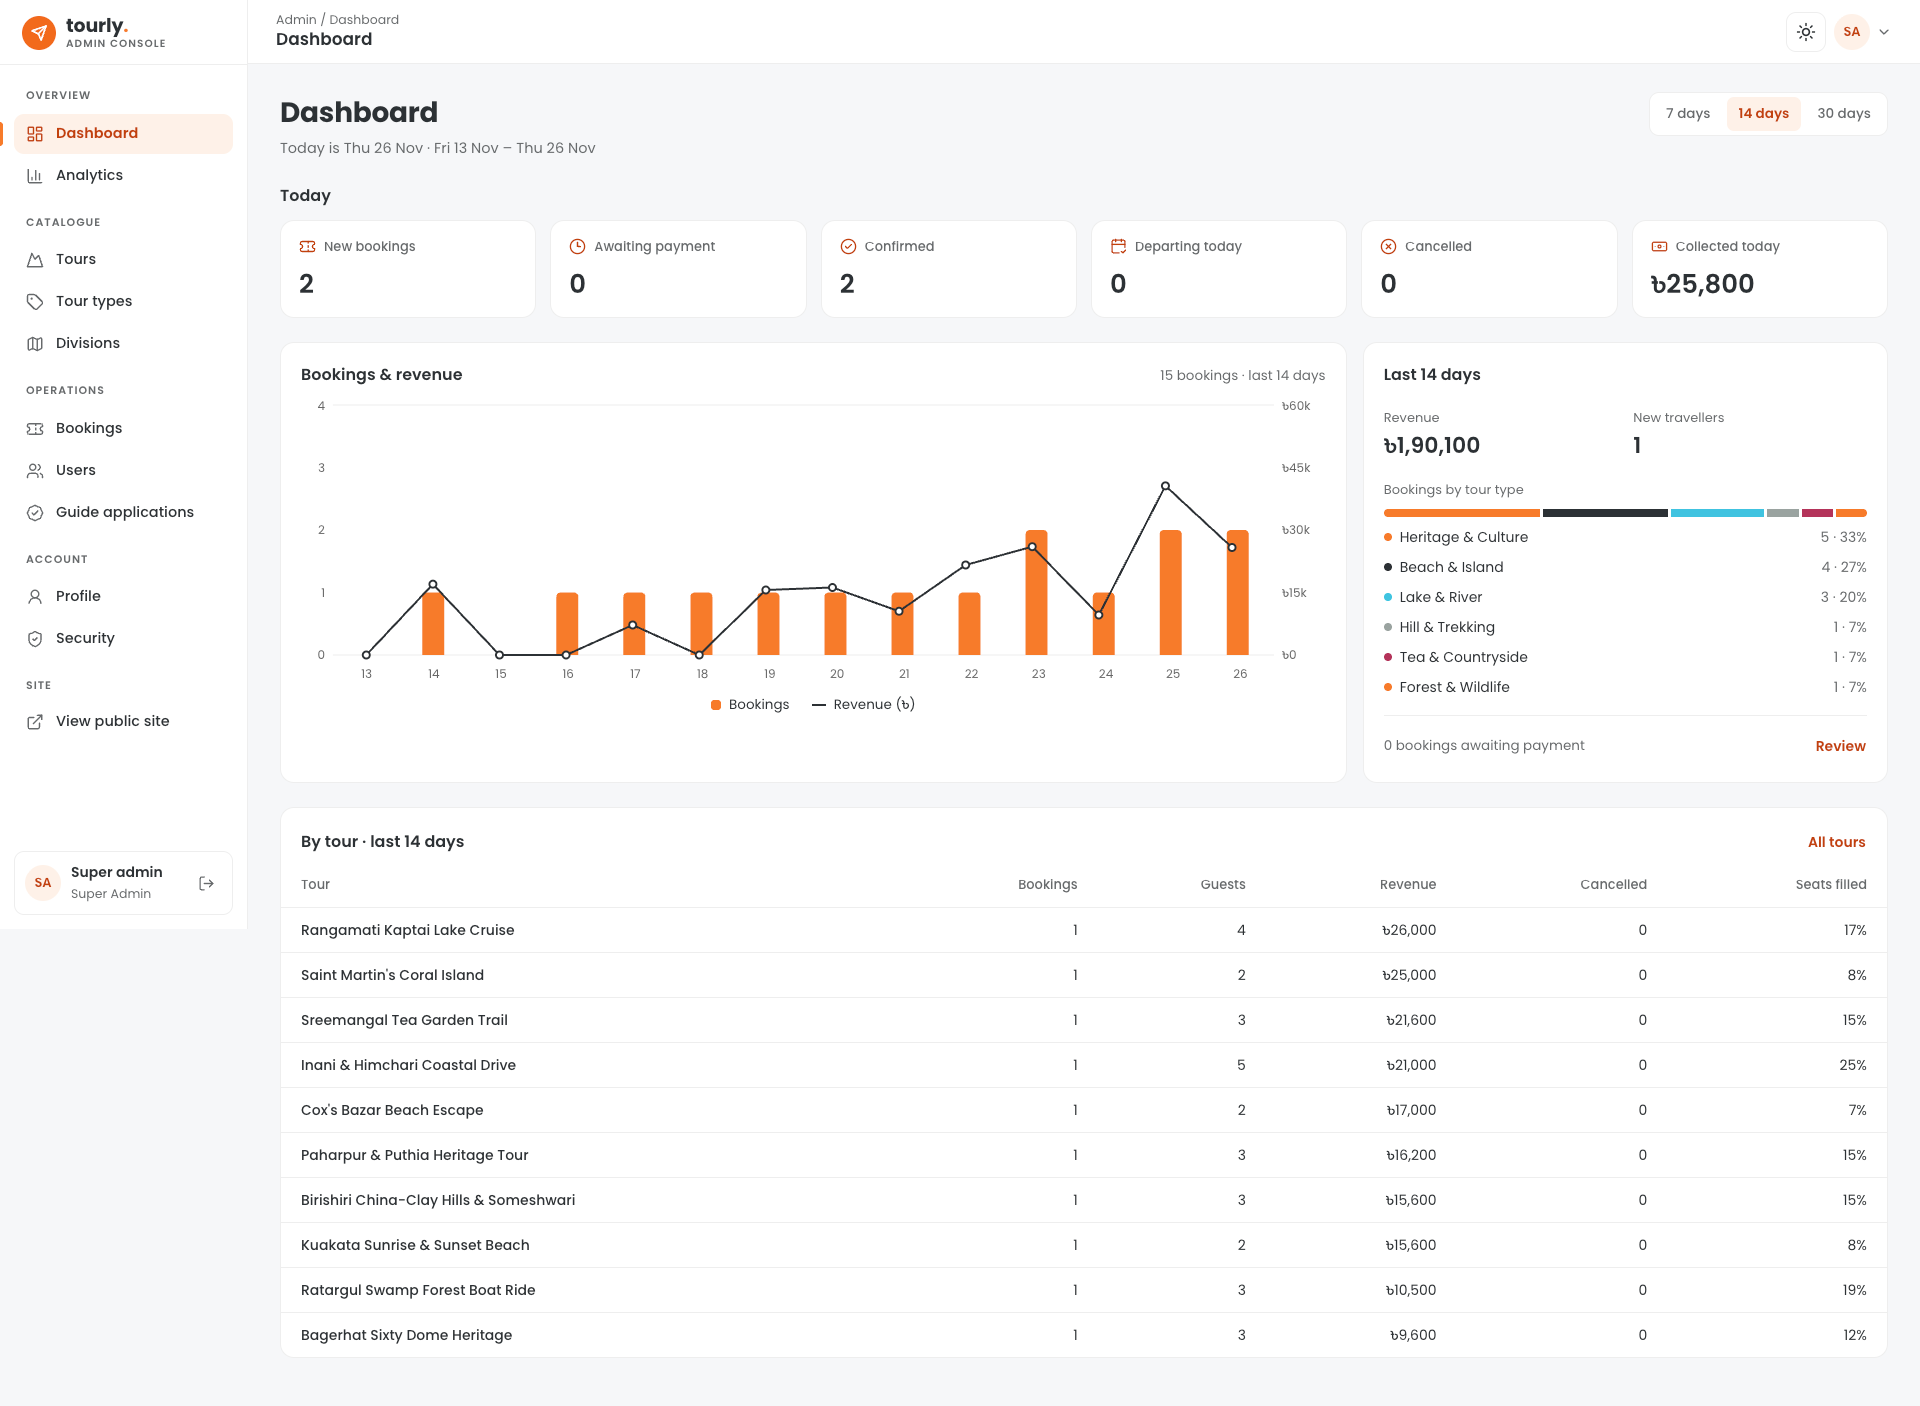 tourly.
ADMIN CONSOLE
OVERVIEW
Dashboard
Analytics
CATALOGUE
Tours
Tour types
Divisions
OPERATIONS
Bookings
Users
Guide applications
ACCOUNT
Profile
Security
SITE
View public site
SA
Super admin
Super Admin
Admin / Dashboard
Dashboard
SA
Dashboard
Today is Thu 26 Nov · Fri 13 Nov – Thu 26 Nov
7 days 14 days 30 days
Today
New bookings
2
Awaiting payment
0
Confirmed
2
Departing today
0
Cancelled
0
Collected today
৳25,800
Bookings & revenue
15 bookings · last 14 days
4 ৳60k
3 ৳45k
2 ৳30k
1 ৳15k
0 ৳0
13 14 15 16 17 18 19 20 21 22 23 24 25 26
Bookings Revenue (৳)
Last 14 days
Revenue New travellers
৳1,90,100 1
Bookings by tour type
Heritage & Culture 5 · 33%
Beach & Island 4 · 27%
Lake & River 3 · 20%
Hill & Trekking 1 · 7%
Tea & Countryside 1 · 7%
Forest & Wildlife 1 · 7%
0 bookings awaiting payment Review
By tour · last 14 days All tours
Tour Bookings Guests Revenue Cancelled Seats filled
Rangamati Kaptai Lake Cruise 1 4 ৳26,000 0 17%
Saint Martin's Coral Island 1 2 ৳25,000 0 8%
Sreemangal Tea Garden Trail 1 3 ৳21,600 0 15%
Inani & Himchari Coastal Drive 1 5 ৳21,000 0 25%
Cox's Bazar Beach Escape 1 2 ৳17,000 0 7%
Paharpur & Puthia Heritage Tour 1 3 ৳16,200 0 15%
Birishiri China-Clay Hills & Someshwari 1 3 ৳15,600 0 15%
Kuakata Sunrise & Sunset Beach 1 2 ৳15,600 0 8%
Ratargul Swamp Forest Boat Ride 1 3 ৳10,500 0 19%
Bagerhat Sixty Dome Heritage 1 3 ৳9,600 0 12%